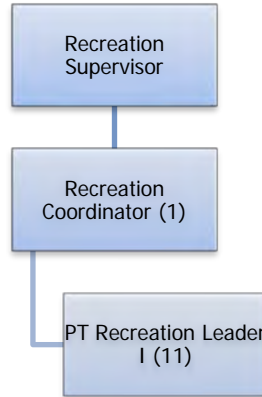 Recreation
Supervisor
Recreation
Coordinator (1)
PT Recreation Leader
I (11)